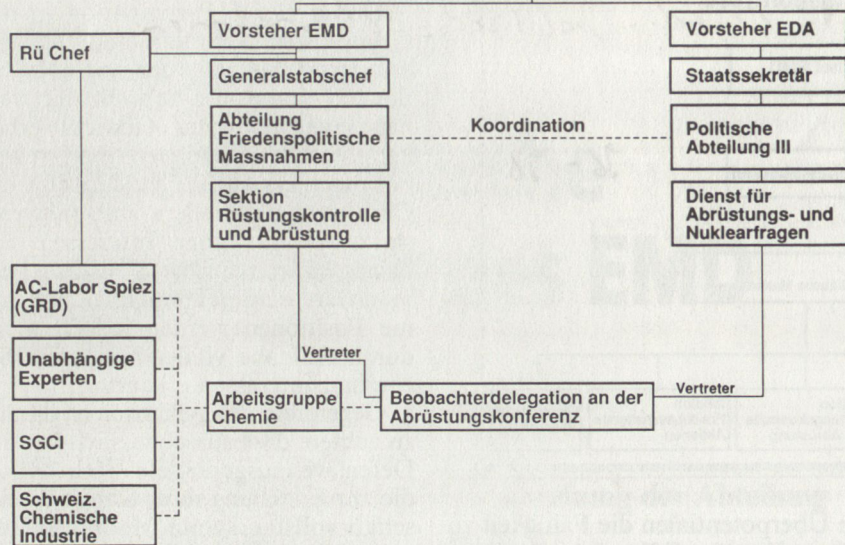 Vorsteher EMD
Vorsteher EDA
Rü Chef
Generalstabschef
Staatssekretär
Abteilung
Friedenspolitische
Massnahmen
Koordination
Politische
Abteilung III
Sektion
Rüstungskontrolle
und Abrüstung
Dienst für
Abrüstungs- und
Nuklearfragen
AC-Labor Spiez
(GRD)
Unabhängige
Experten
Vertreter
Vertreter
Arbeitsgruppe
Chemie
Beobachterdelegation an der
Abrüstungskonferenz
SGCI
Schweiz.
Chemische
Industrie